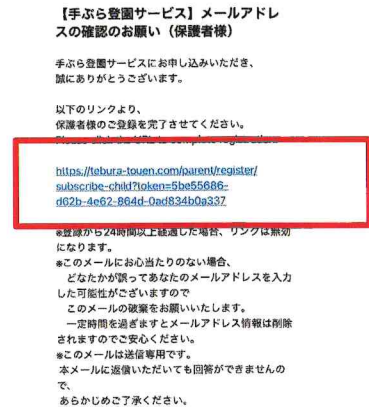 【手ぶら登園サービス】メールアドレ
スの確認のお願い（保護者様）
手ぶら登園サービスにお申し込みいただき、
誠にありがとうございます。
以下のリンクより、
保護者様のご登録を完了させてください。
https://tebura-touen.com/parent/register/
subscribe-child?token=5be55686-
d62b-4e62-864d-0ad834b0a337
※登録から24時間以上経過した場合、リンクは無効
になります。
※このメールにお心当たりのない場合、
どなたかが誤ってあなたのメールアドレスを入力
した可能性がございますので
このメールの破棄をお願いいたします。
一定時間を過ぎますとメールアドレス情報は削除
されますのでご安心ください。
※このメールは送信専用です。
本メールに返信いただいても回答ができませんの
で、
あらかじめご了承ください。